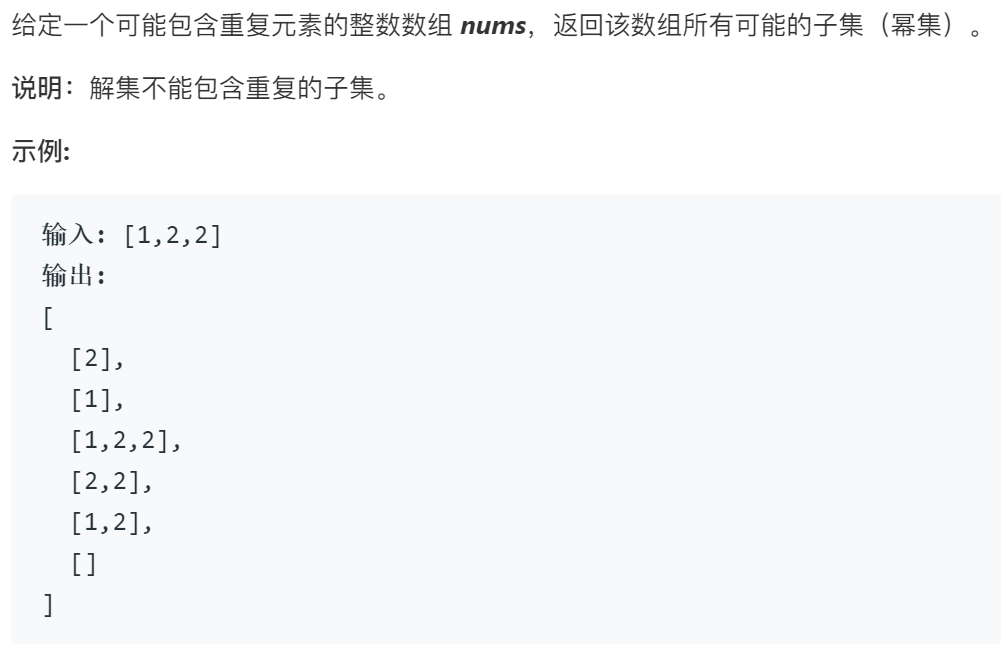 给定一个可能包含重复元素的整数数组 nums，返回该数组所有可能的子集（幂集）。
说明：解集不能包含重复的子集。
示例:
输入: [1,2,2]
输出:
[
  [2],
  [1],
  [1,2,2],
  [2,2],
  [1,2],
  []
]